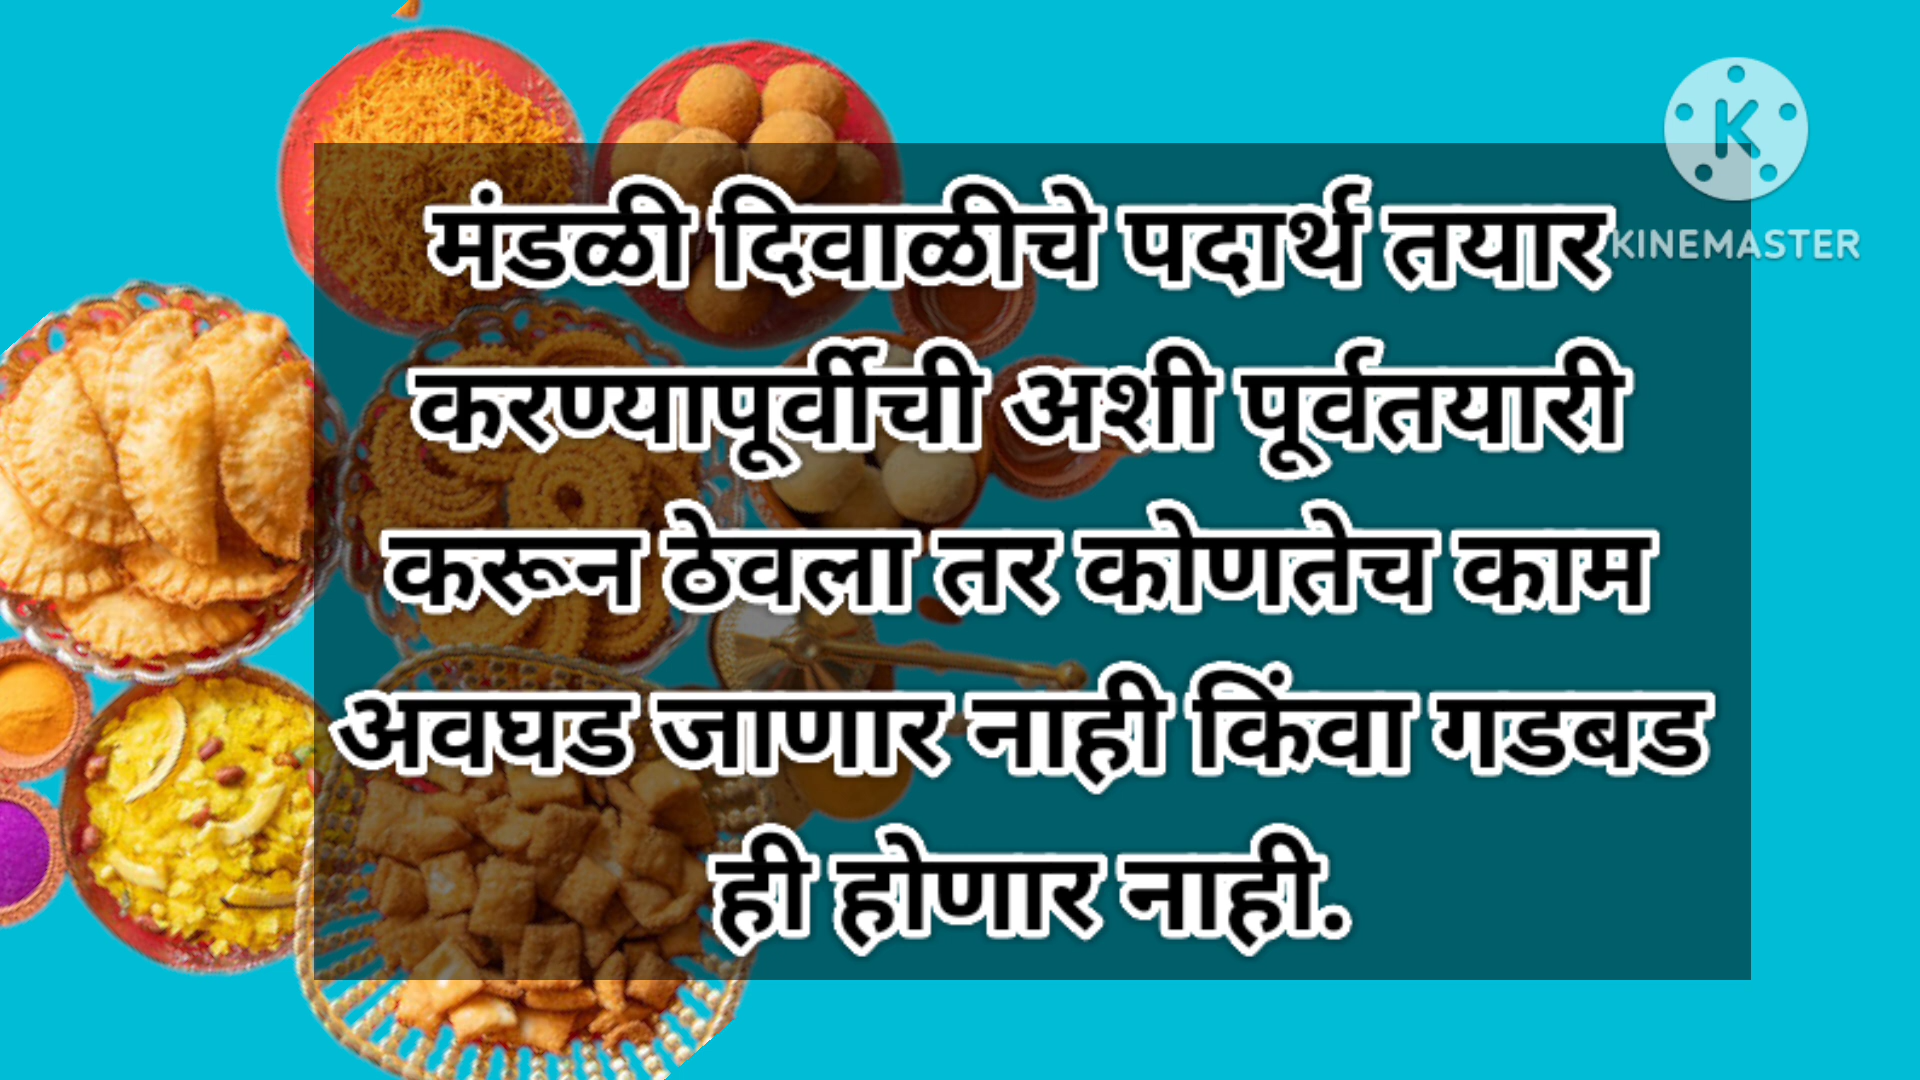 मंडळी दिवाळीचे पदार्थ तयार
करण्यापूर्वीची अशी पूर्वतयारी
करून ठेवला तर कोणतेच काम
अवघड जाणार नाही किंवा गडबड
ही होणार नाही.
K
KINEMASTER